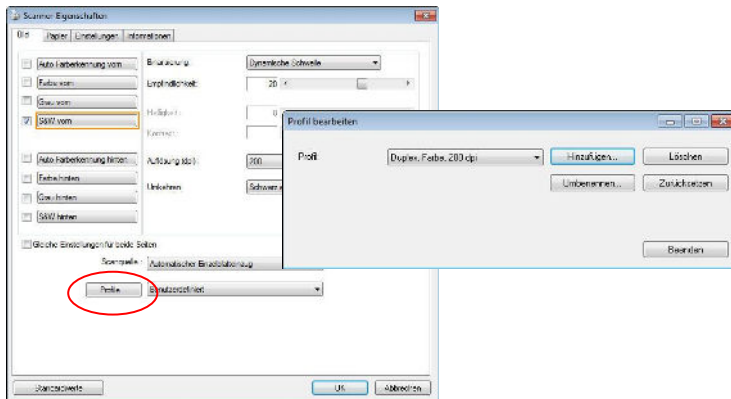 Scanner Eigenschaften
Bild Papier Einstellungen Informationen
Auto Farberkennung vorn
Farbe vorn
Grau vorn
S&W vorn
Auto Farberkennung hinten
Farbe hinten
Grau hinten
S&W hinten
Binarisierung: Dynamische Schwelle
Empfindlichkeit: 20
Helligkeit: 0
Kontrast:
Auflösung (dpi): 200
Umkehren: Schwarz a
Gleiche Einstellungen für beide Seiten
Scanquelle : Automatischer Einzelblatteinzug
Profile Benutzerdefiniert
Standardwerte OK Abbrechen
Profil bearbeiten
Profil: Duplex, Farbe, 200 dpi Hinzufügen... Löschen
Umbenennen... Zurücksetzen
Beenden